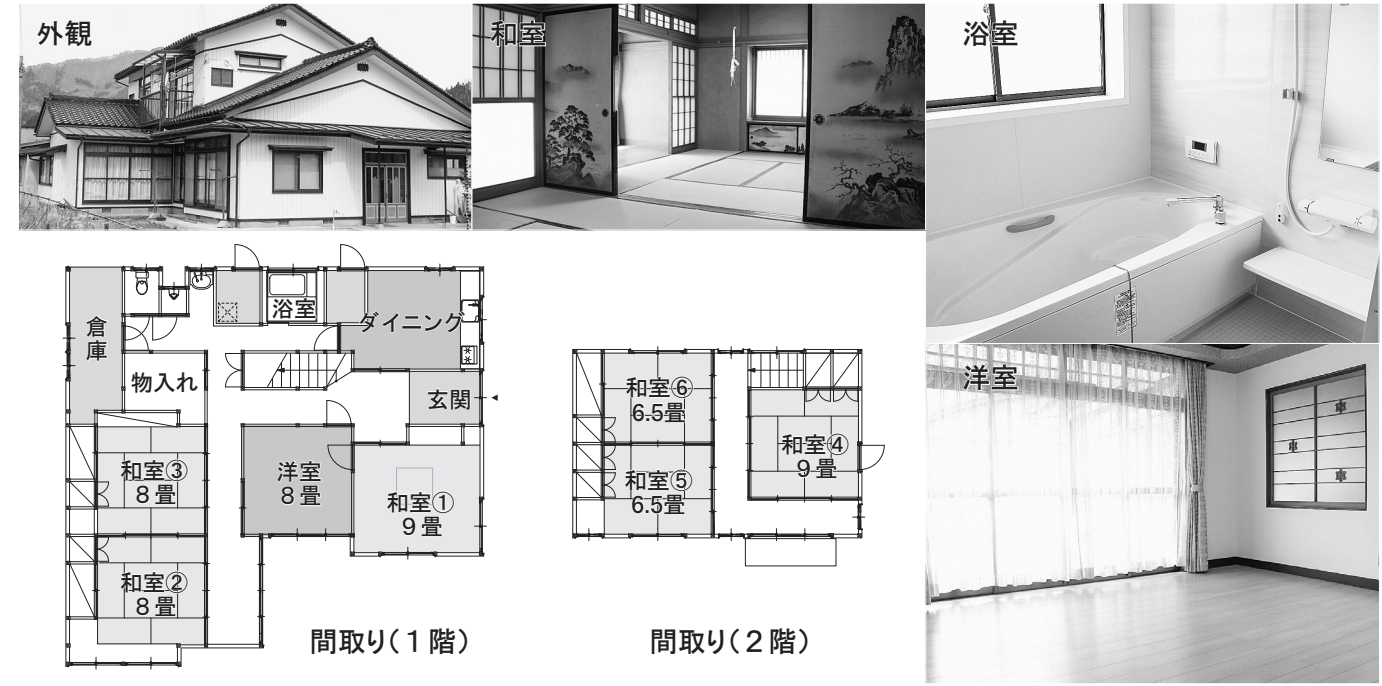 外観
和室
浴室
洋室
倉庫
浴室
ダイニング
物入れ
玄関
和室③
8畳
洋室
8畳
和室①
9畳
和室②
8畳
間取り(1階)
和室⑥
6.5畳
和室④
9畳
和室⑤
6.5畳
間取り(2階)